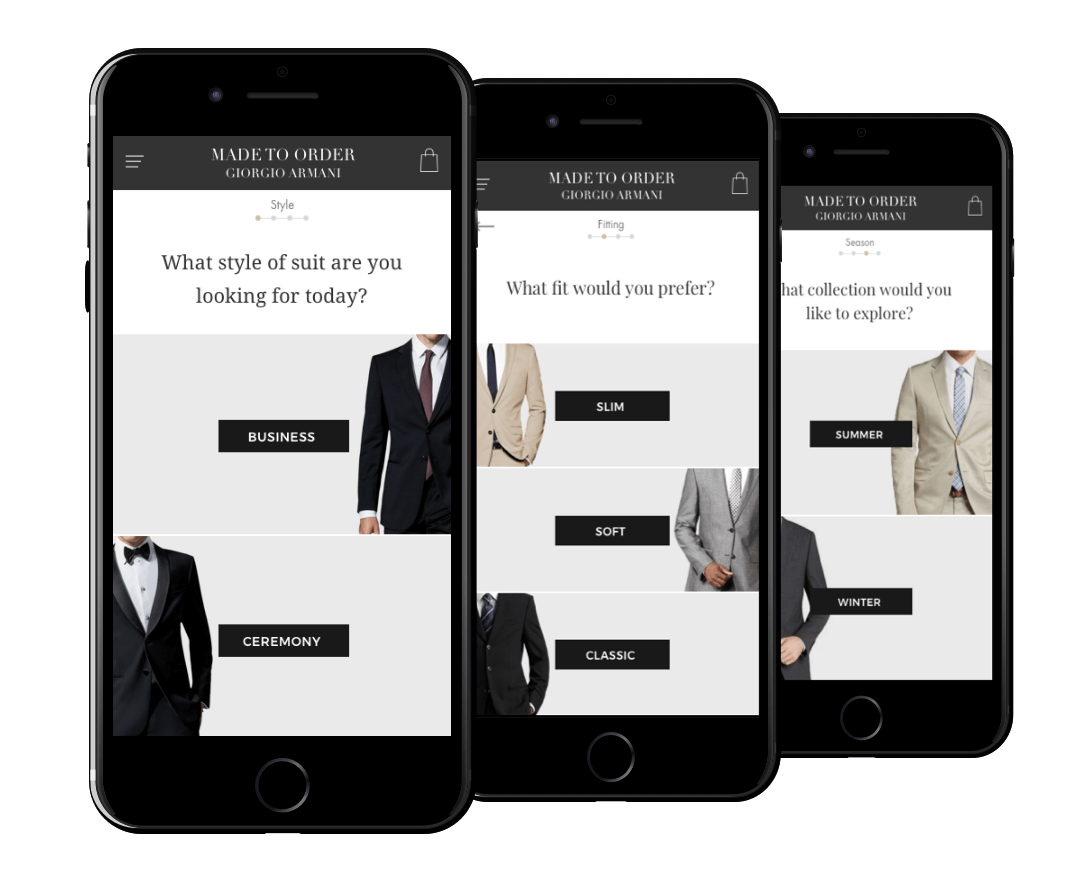 MADE TO ORDER
GIORGIO ARMANI
Style
What style of suit are you
looking for today?
BUSINESS
CEREMONY
MADE TO ORDER
GIORGIO ARMANI
Fitting
What fit would you prefer?
SLIM
SOFT
CLASSIC
MADE TO ORDER
GIORGIO ARMANI
Season
hat collection would you
like to explore?
SUMMER
WINTER